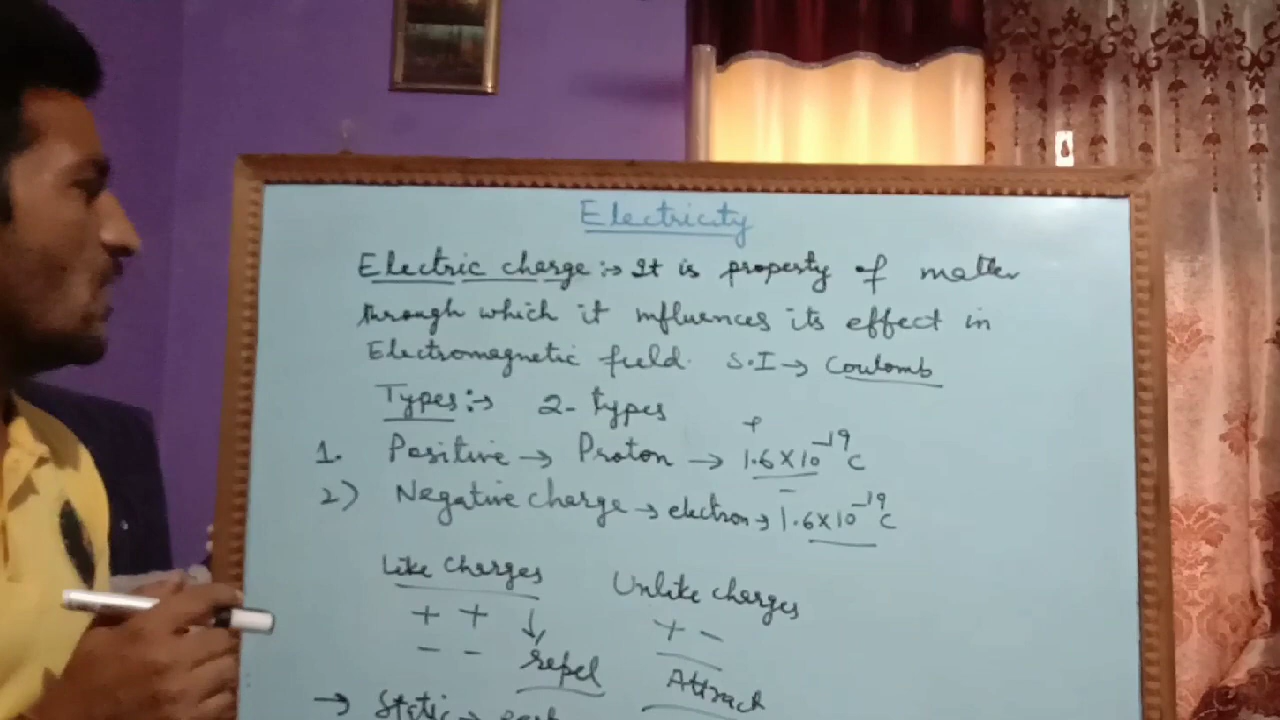 Electricity
Electric charge :→ It is property of matter
through which it influences its effect in
Electromagnetic field. S.I → Coulomb
Types :→ 2- types
1. Positive → Proton → +1.6×10⁻¹⁹ C
2) Negative charge → electron → -1.6×10⁻¹⁹ C
Like Charges Unlike charges
+ + ↓ + -
- - repel Attract
→ Static →